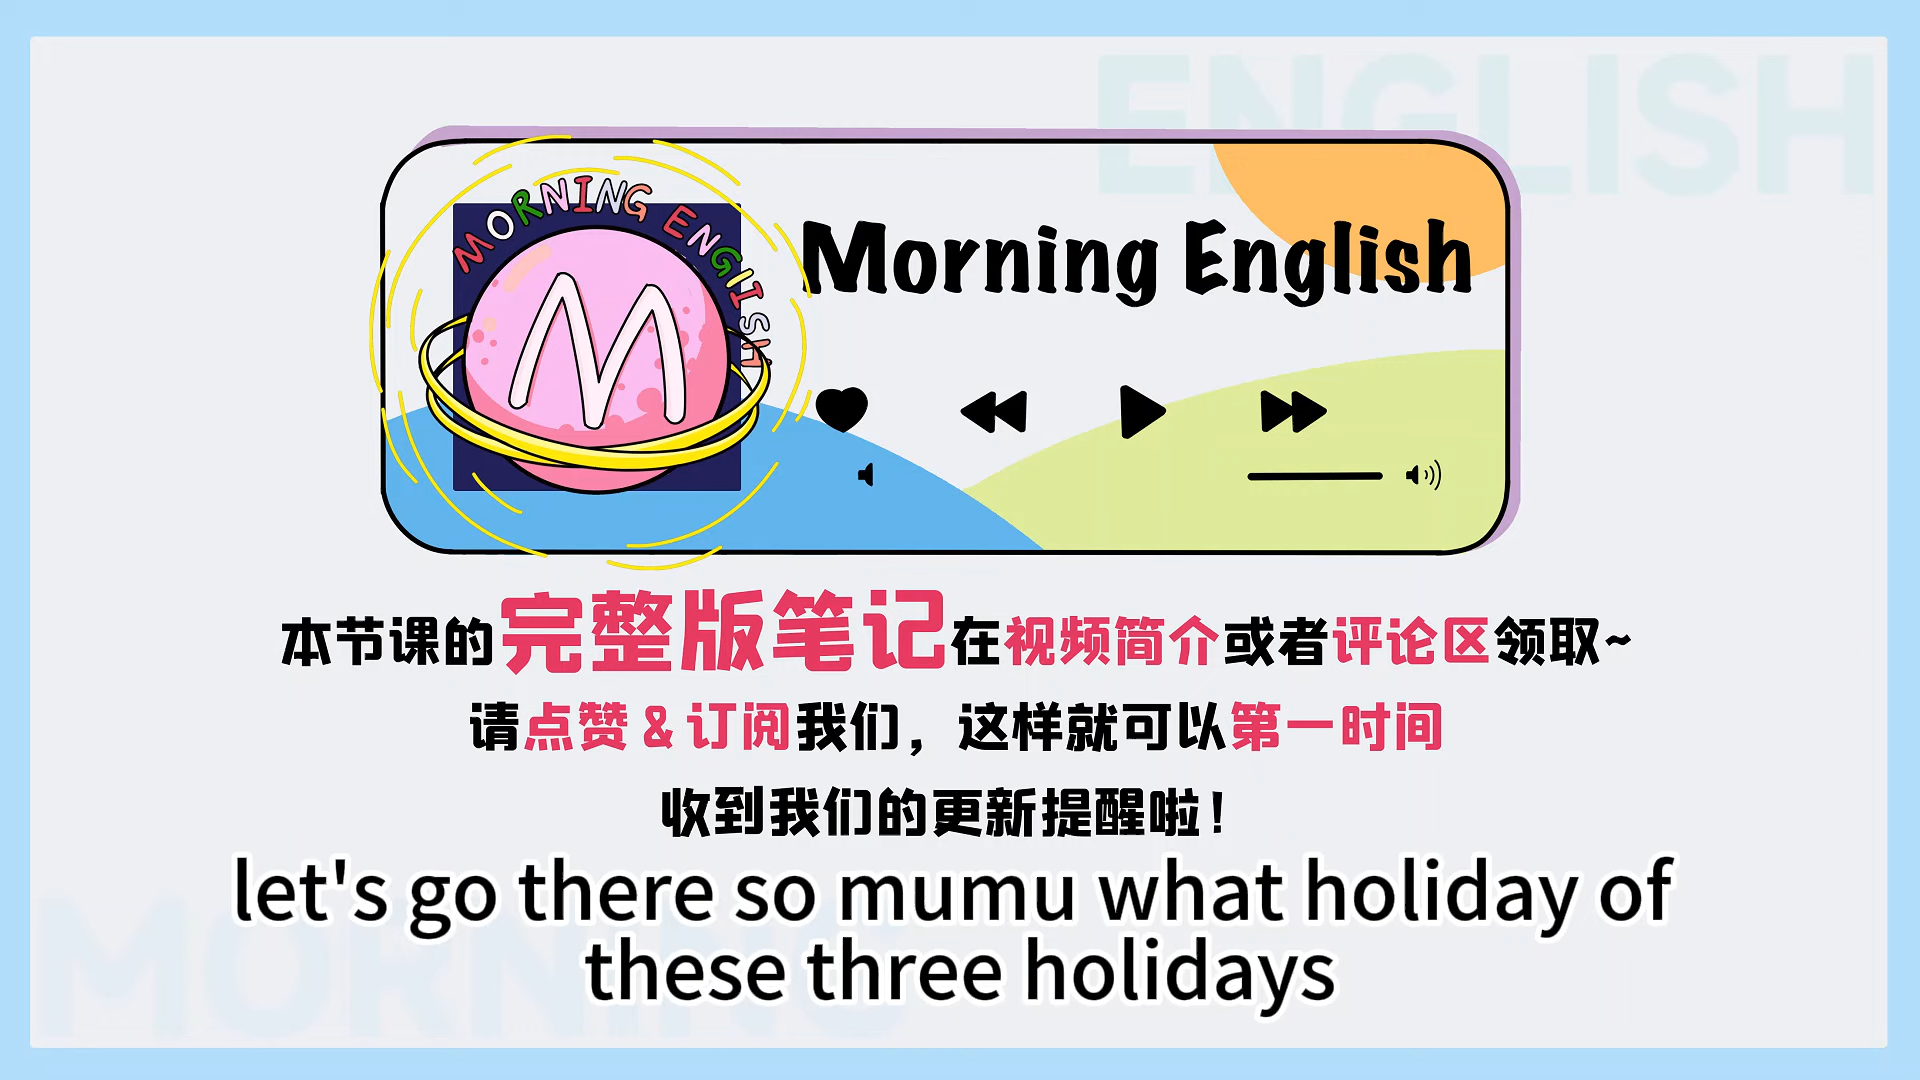 ENGLISH
MORNING ENGLISH
M
Morning English
本节课的完整版笔记在视频简介或者评论区领取~
请点赞&订阅我们，这样就可以第一时间
收到我们的更新提醒啦！
let's go there so mumu what holiday of
these three holidays
MORNING